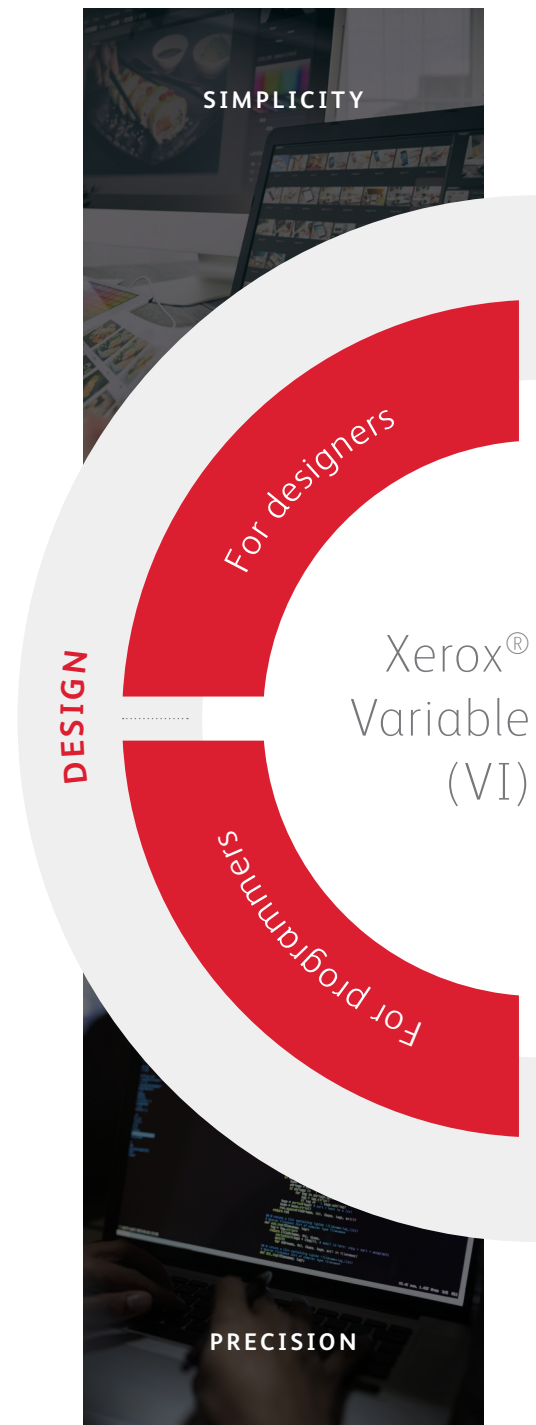 SIMPLICITY
For designers
DESIGN
Xerox®
Variable
(VI)
For programmers
PRECISION